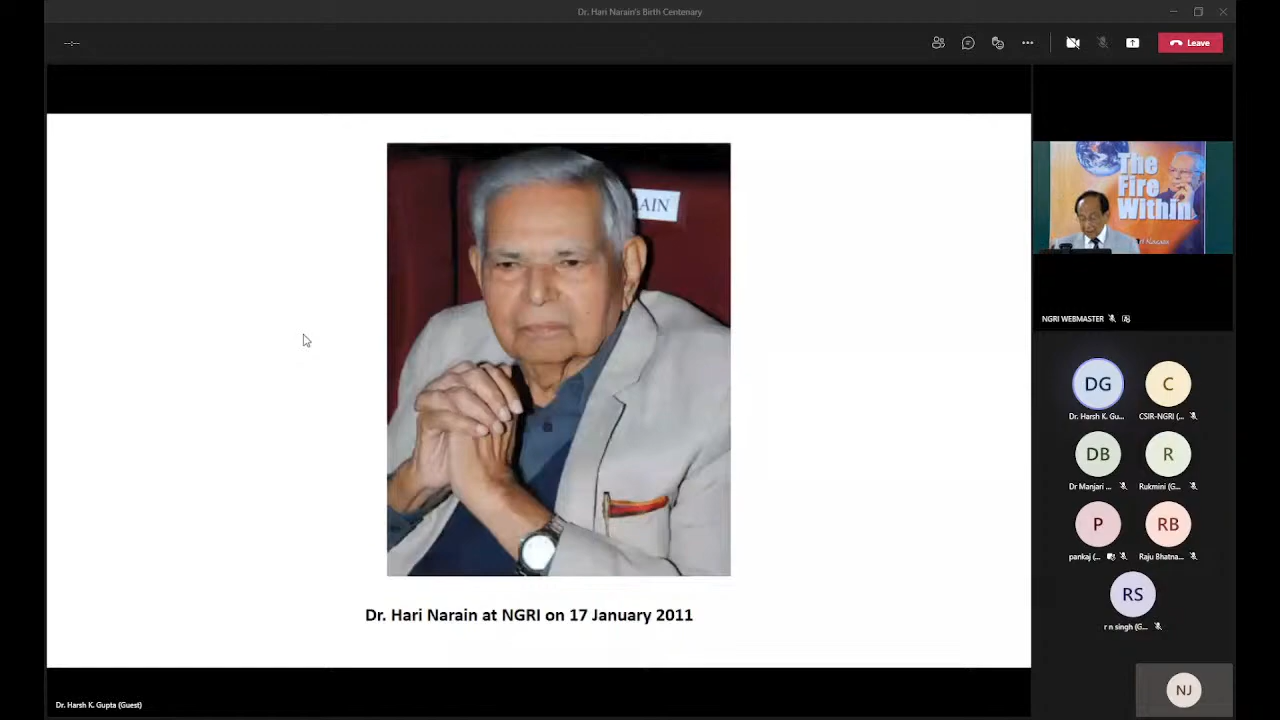 Dr. Hari Narain's Birth Centenary
Leave
AIN
The
Fire
Within
NGRI WEBMASTER
DG
C
Dr. Harsh K. Gu...
CSIR-NGRI (...
DB
R
Dr Manjari ...
Rukmini (G...
P
RB
pankaj (...
Raju Bhatna...
RS
r n singh (G...
NJ
Dr. Hari Narain at NGRI on 17 January 2011
Dr. Harsh K. Gupta (Guest)